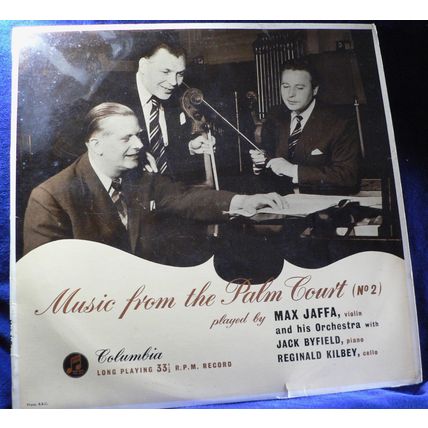 Music from the Palm Court (No 2)
played by MAX JAFFA, violin
and his Orchestra with
JACK BYFIELD, piano
REGINALD KILBEY, cello
Columbia
LONG PLAYING 33⅓ R.P.M. RECORD
Photo: B.B.C.